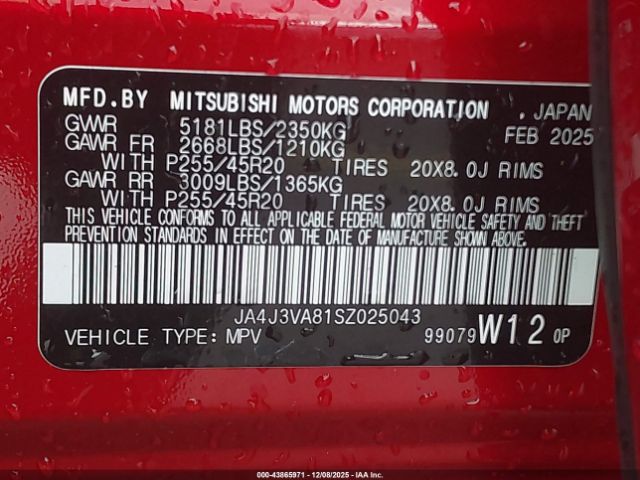 MFD.BY MITSUBISHI MOTORS CORPORATION , JAPAN
GVWR 5181LBS/2350KG FEB 2025
GAWR FR 2668LBS/1210KG
WITH P255/45R20 TIRES 20X8.0J RIMS
GAWR RR 3009LBS/1365KG
WITH P255/45R20 TIRES 20X8.0J RIMS
THIS VEHICLE CONFORMS TO ALL APPLICABLE FEDERAL MOTOR VEHICLE SAFETY AND THEFT
PREVENTION STANDARDS IN EFFECT ON THE DATE OF MANUFACTURE SHOWN ABOVE.
JA4J3VA81SZ025043
VEHICLE TYPE: MPV 99079 W12 0P
000-43865971 - 12/08/2025 - IAA Inc.